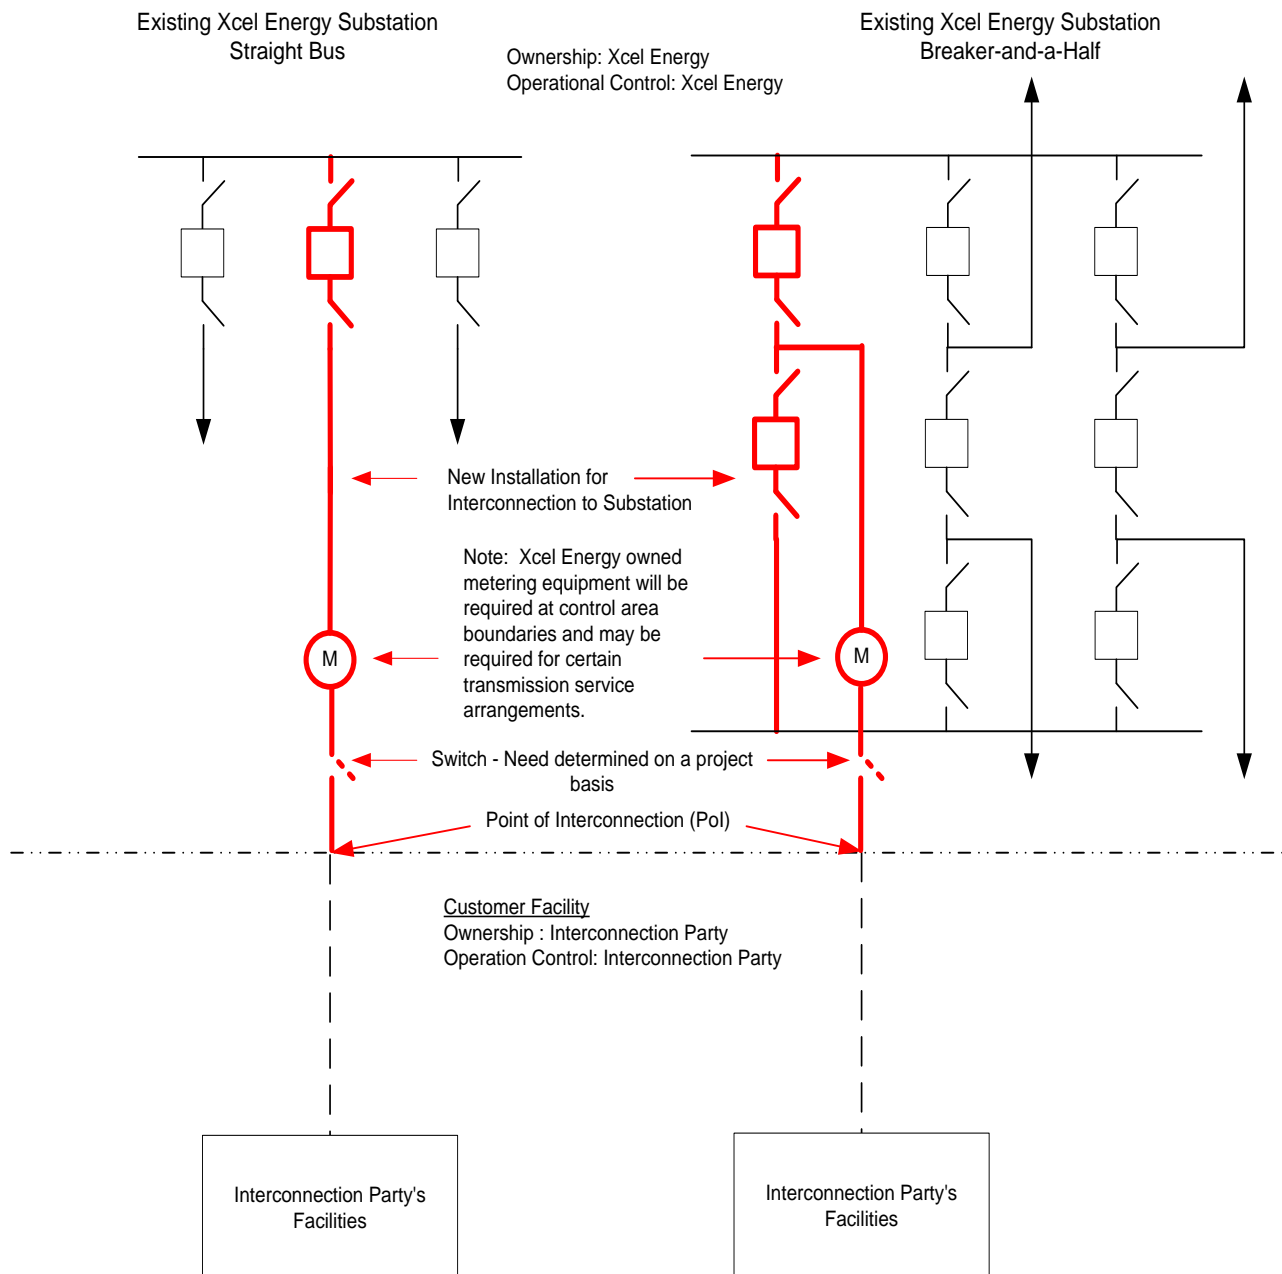 Existing Xcel Energy Substation
Straight Bus
Existing Xcel Energy Substation
Breaker-and-a-Half
Ownership: Xcel Energy
Operational Control: Xcel Energy
New Installation for
Interconnection to Substation
Note:  Xcel Energy owned
metering equipment will be
required at control area
boundaries and may be
required for certain
transmission service
arrangements.
M
M
Switch - Need determined on a project
basis
Point of Interconnection (PoI)
Customer Facility
Ownership : Interconnection Party
Operation Control: Interconnection Party
Interconnection Party's
Facilities
Interconnection Party's
Facilities